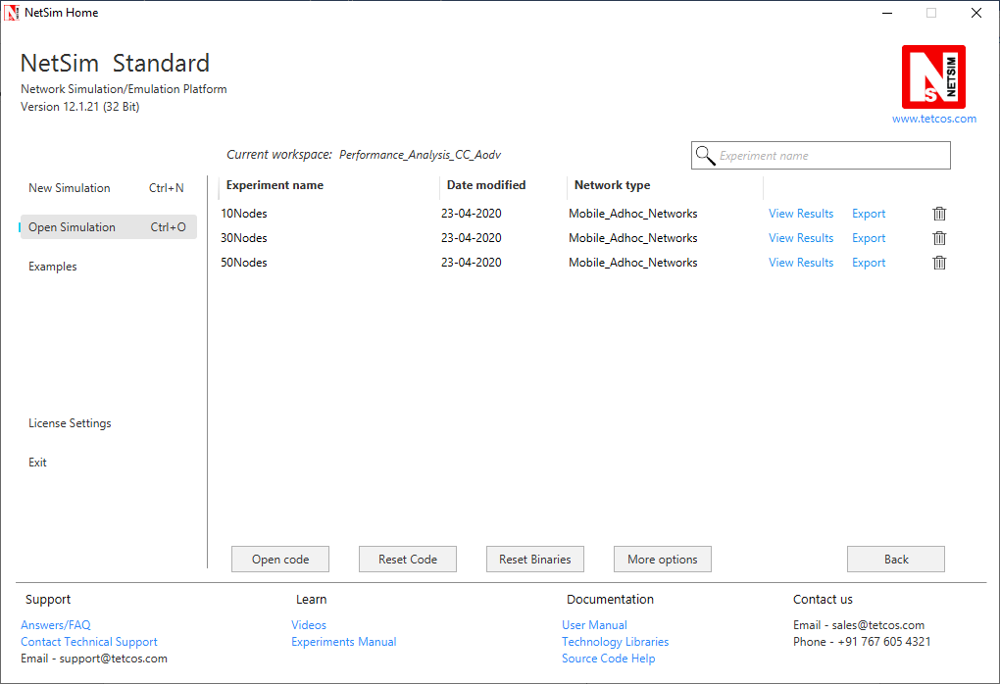 NetSim Home
NetSim Standard
Network Simulation/Emulation Platform
Version 12.1.21 (32 Bit)
NS NETSIM
www.tetcos.com
Current workspace: Performance_Analysis_CC_Aodv
Experiment name
New Simulation Ctrl+N
Open Simulation Ctrl+O
Examples
License Settings
Exit
Experiment name Date modified Network type
10Nodes 23-04-2020 Mobile_Adhoc_Networks View Results Export
30Nodes 23-04-2020 Mobile_Adhoc_Networks View Results Export
50Nodes 23-04-2020 Mobile_Adhoc_Networks View Results Export
Open code Reset Code Reset Binaries More options Back
Support
Answers/FAQ
Contact Technical Support
Email - support@tetcos.com
Learn
Videos
Experiments Manual
Documentation
User Manual
Technology Libraries
Source Code Help
Contact us
Email - sales@tetcos.com
Phone - +91 767 605 4321